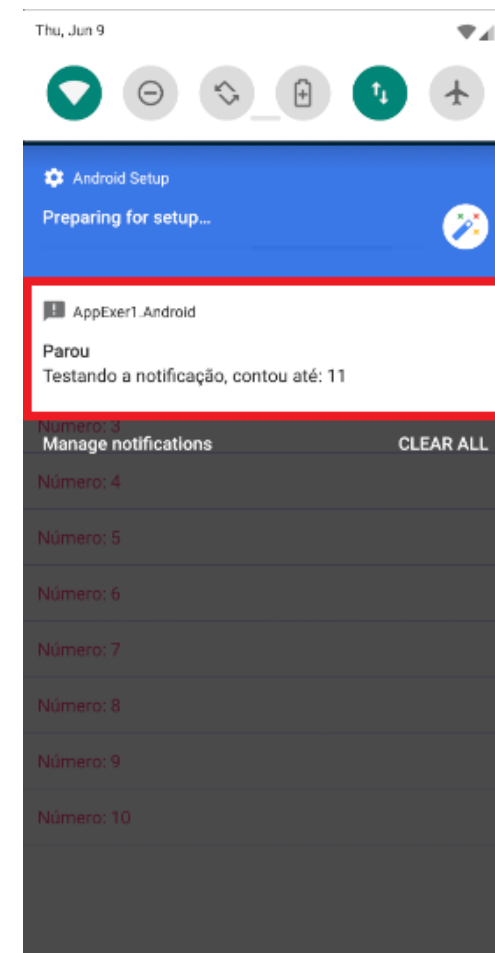 Thu, Jun 9
Android Setup
Preparing for setup...
AppExer1.Android
Parou
Testando a notificação, contou até: 11
Número: 3
Manage notifications CLEAR ALL
Número: 4
Número: 5
Número: 6
Número: 7
Número: 8
Número: 9
Número: 10